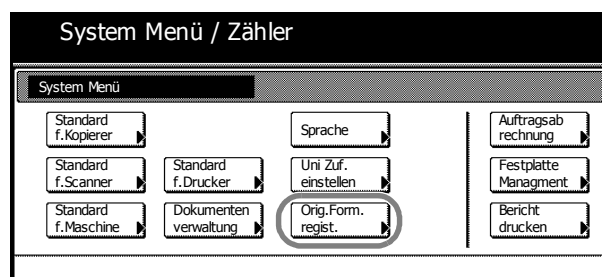 System Menü / Zähler
System Menü
Standard
f.Kopierer
Sprache
Auftragsab
rechnung
Standard
f.Scanner
Standard
f.Drucker
Uni Zuf.
einstellen
Festplatte
Managment
Standard
f.Maschine
Dokumenten
verwaltung
Orig.Form.
regist.
Bericht
drucken